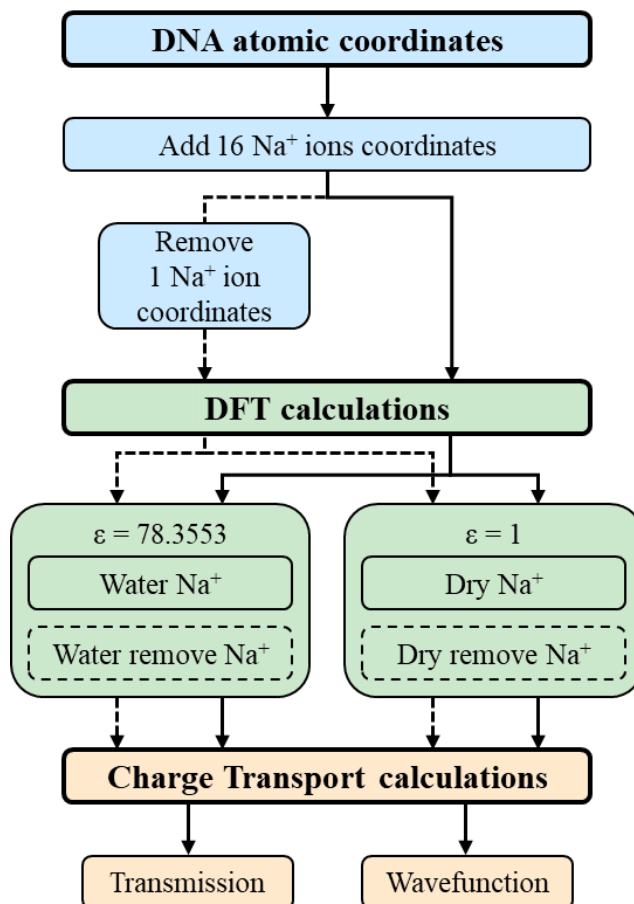 DNA atomic coordinates
Add 16 Na⁺ ions coordinates
Remove
1 Na⁺ ion
coordinates
DFT calculations
ε = 78.3553
Water Na⁺
Water remove Na⁺
ε = 1
Dry Na⁺
Dry remove Na⁺
Charge Transport calculations
Transmission
Wavefunction